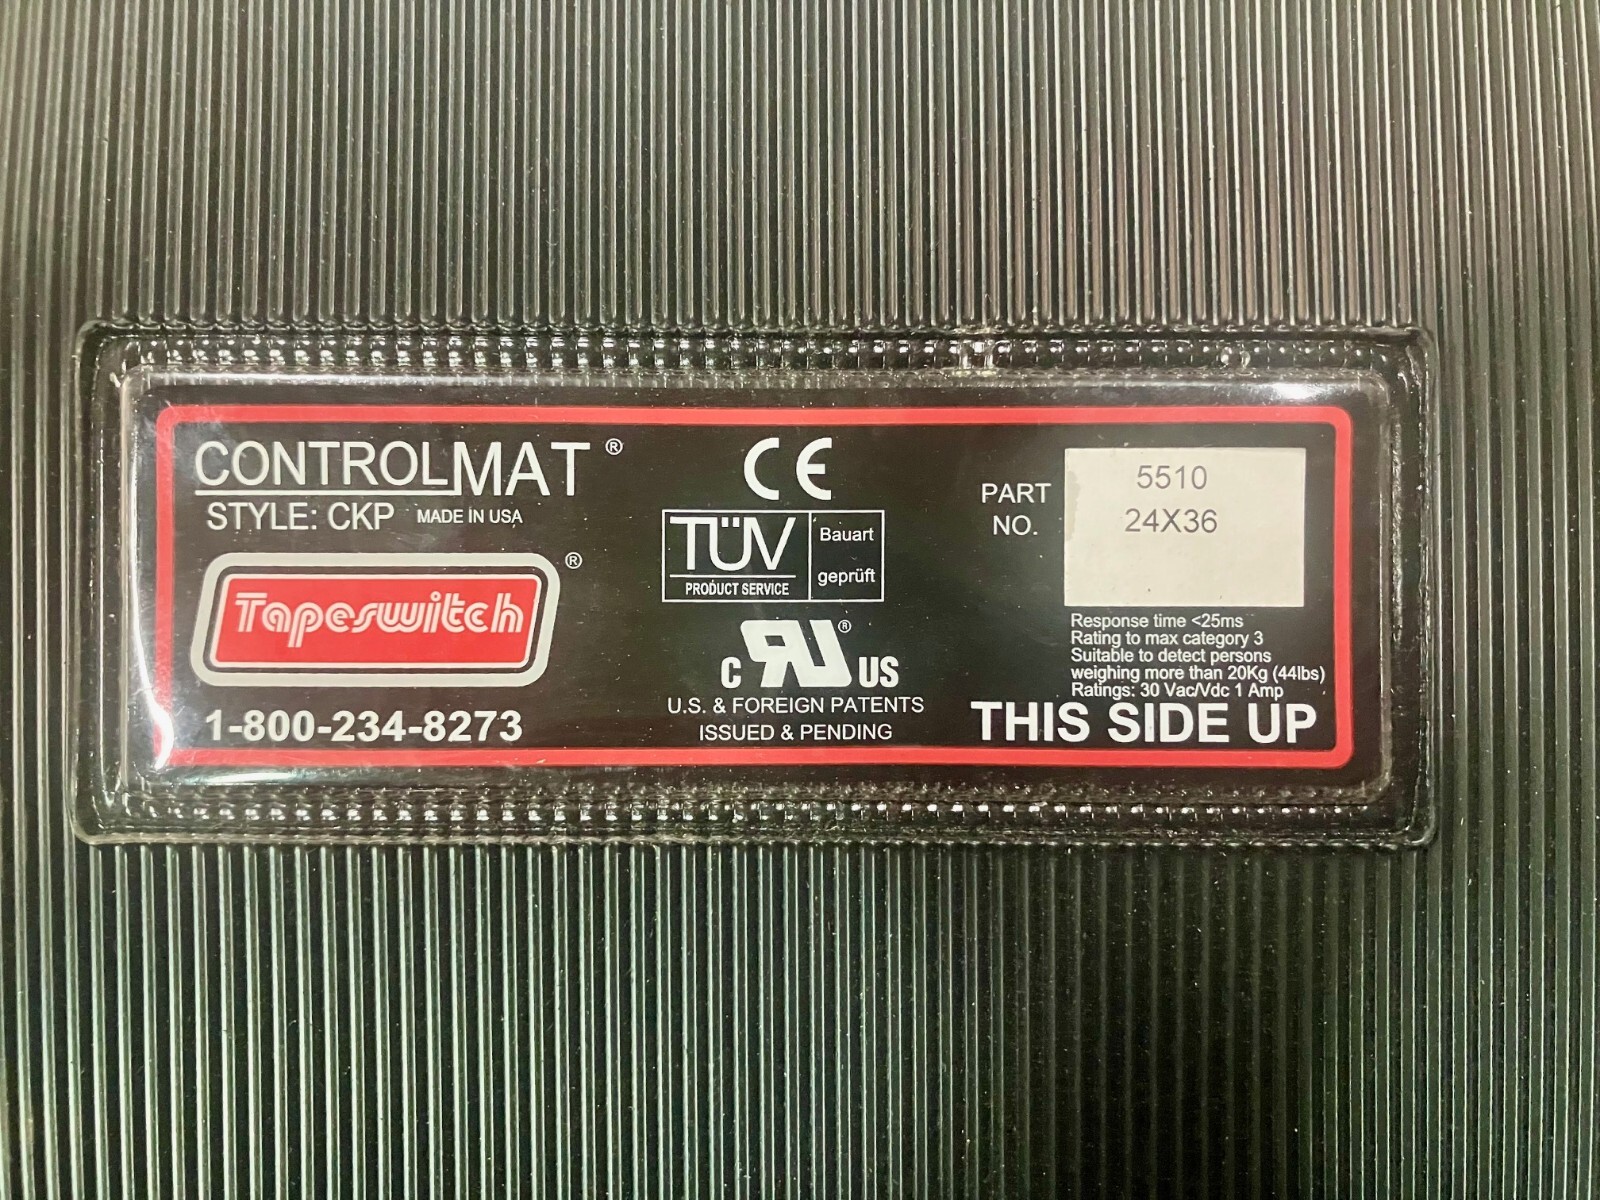 CONTROLMAT®
STYLE: CKP MADE IN USA
Tapeswitch®
1-800-234-8273
CE
TÜV
PRODUCT SERVICE
Bauart
geprüft
C RU® US
U.S. & FOREIGN PATENTS
ISSUED & PENDING
PART
NO.
5510
24X36
Response time <25ms
Rating to max category 3
Suitable to detect persons
weighing more than 20Kg (44lbs)
Ratings: 30 Vac/Vdc 1 Amp
THIS SIDE UP